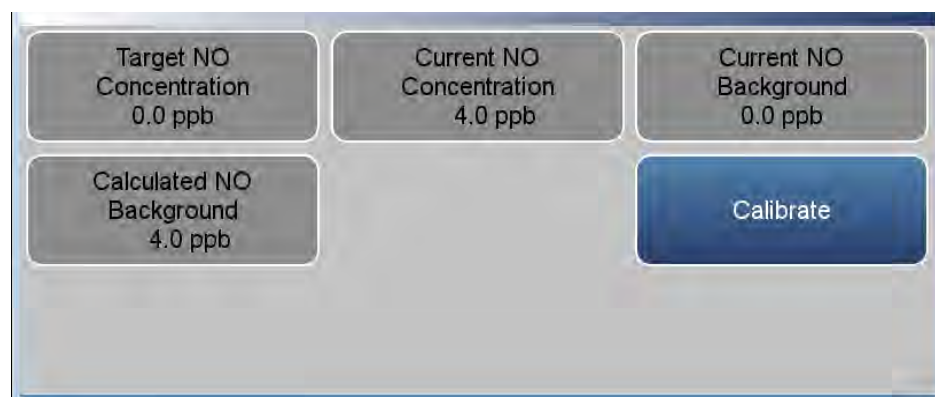 Target NO
Concentration
0.0 ppb
Current NO
Concentration
4.0 ppb
Current NO
Background
0.0 ppb
Calculated NO
Background
4.0 ppb
Calibrate